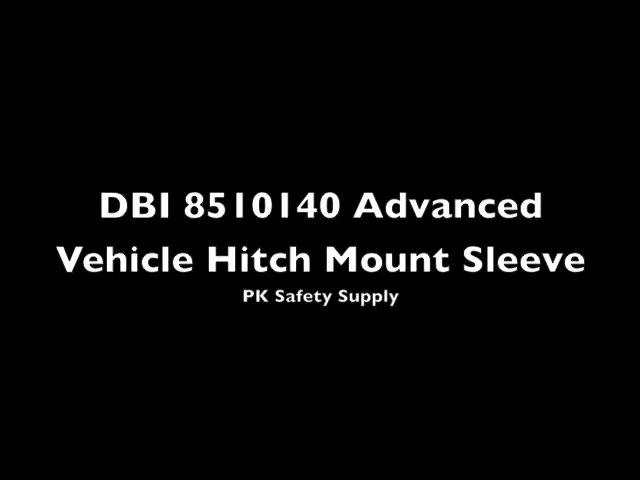 DBI 8510140 Advanced
Vehicle Hitch Mount Sleeve
PK Safety Supply